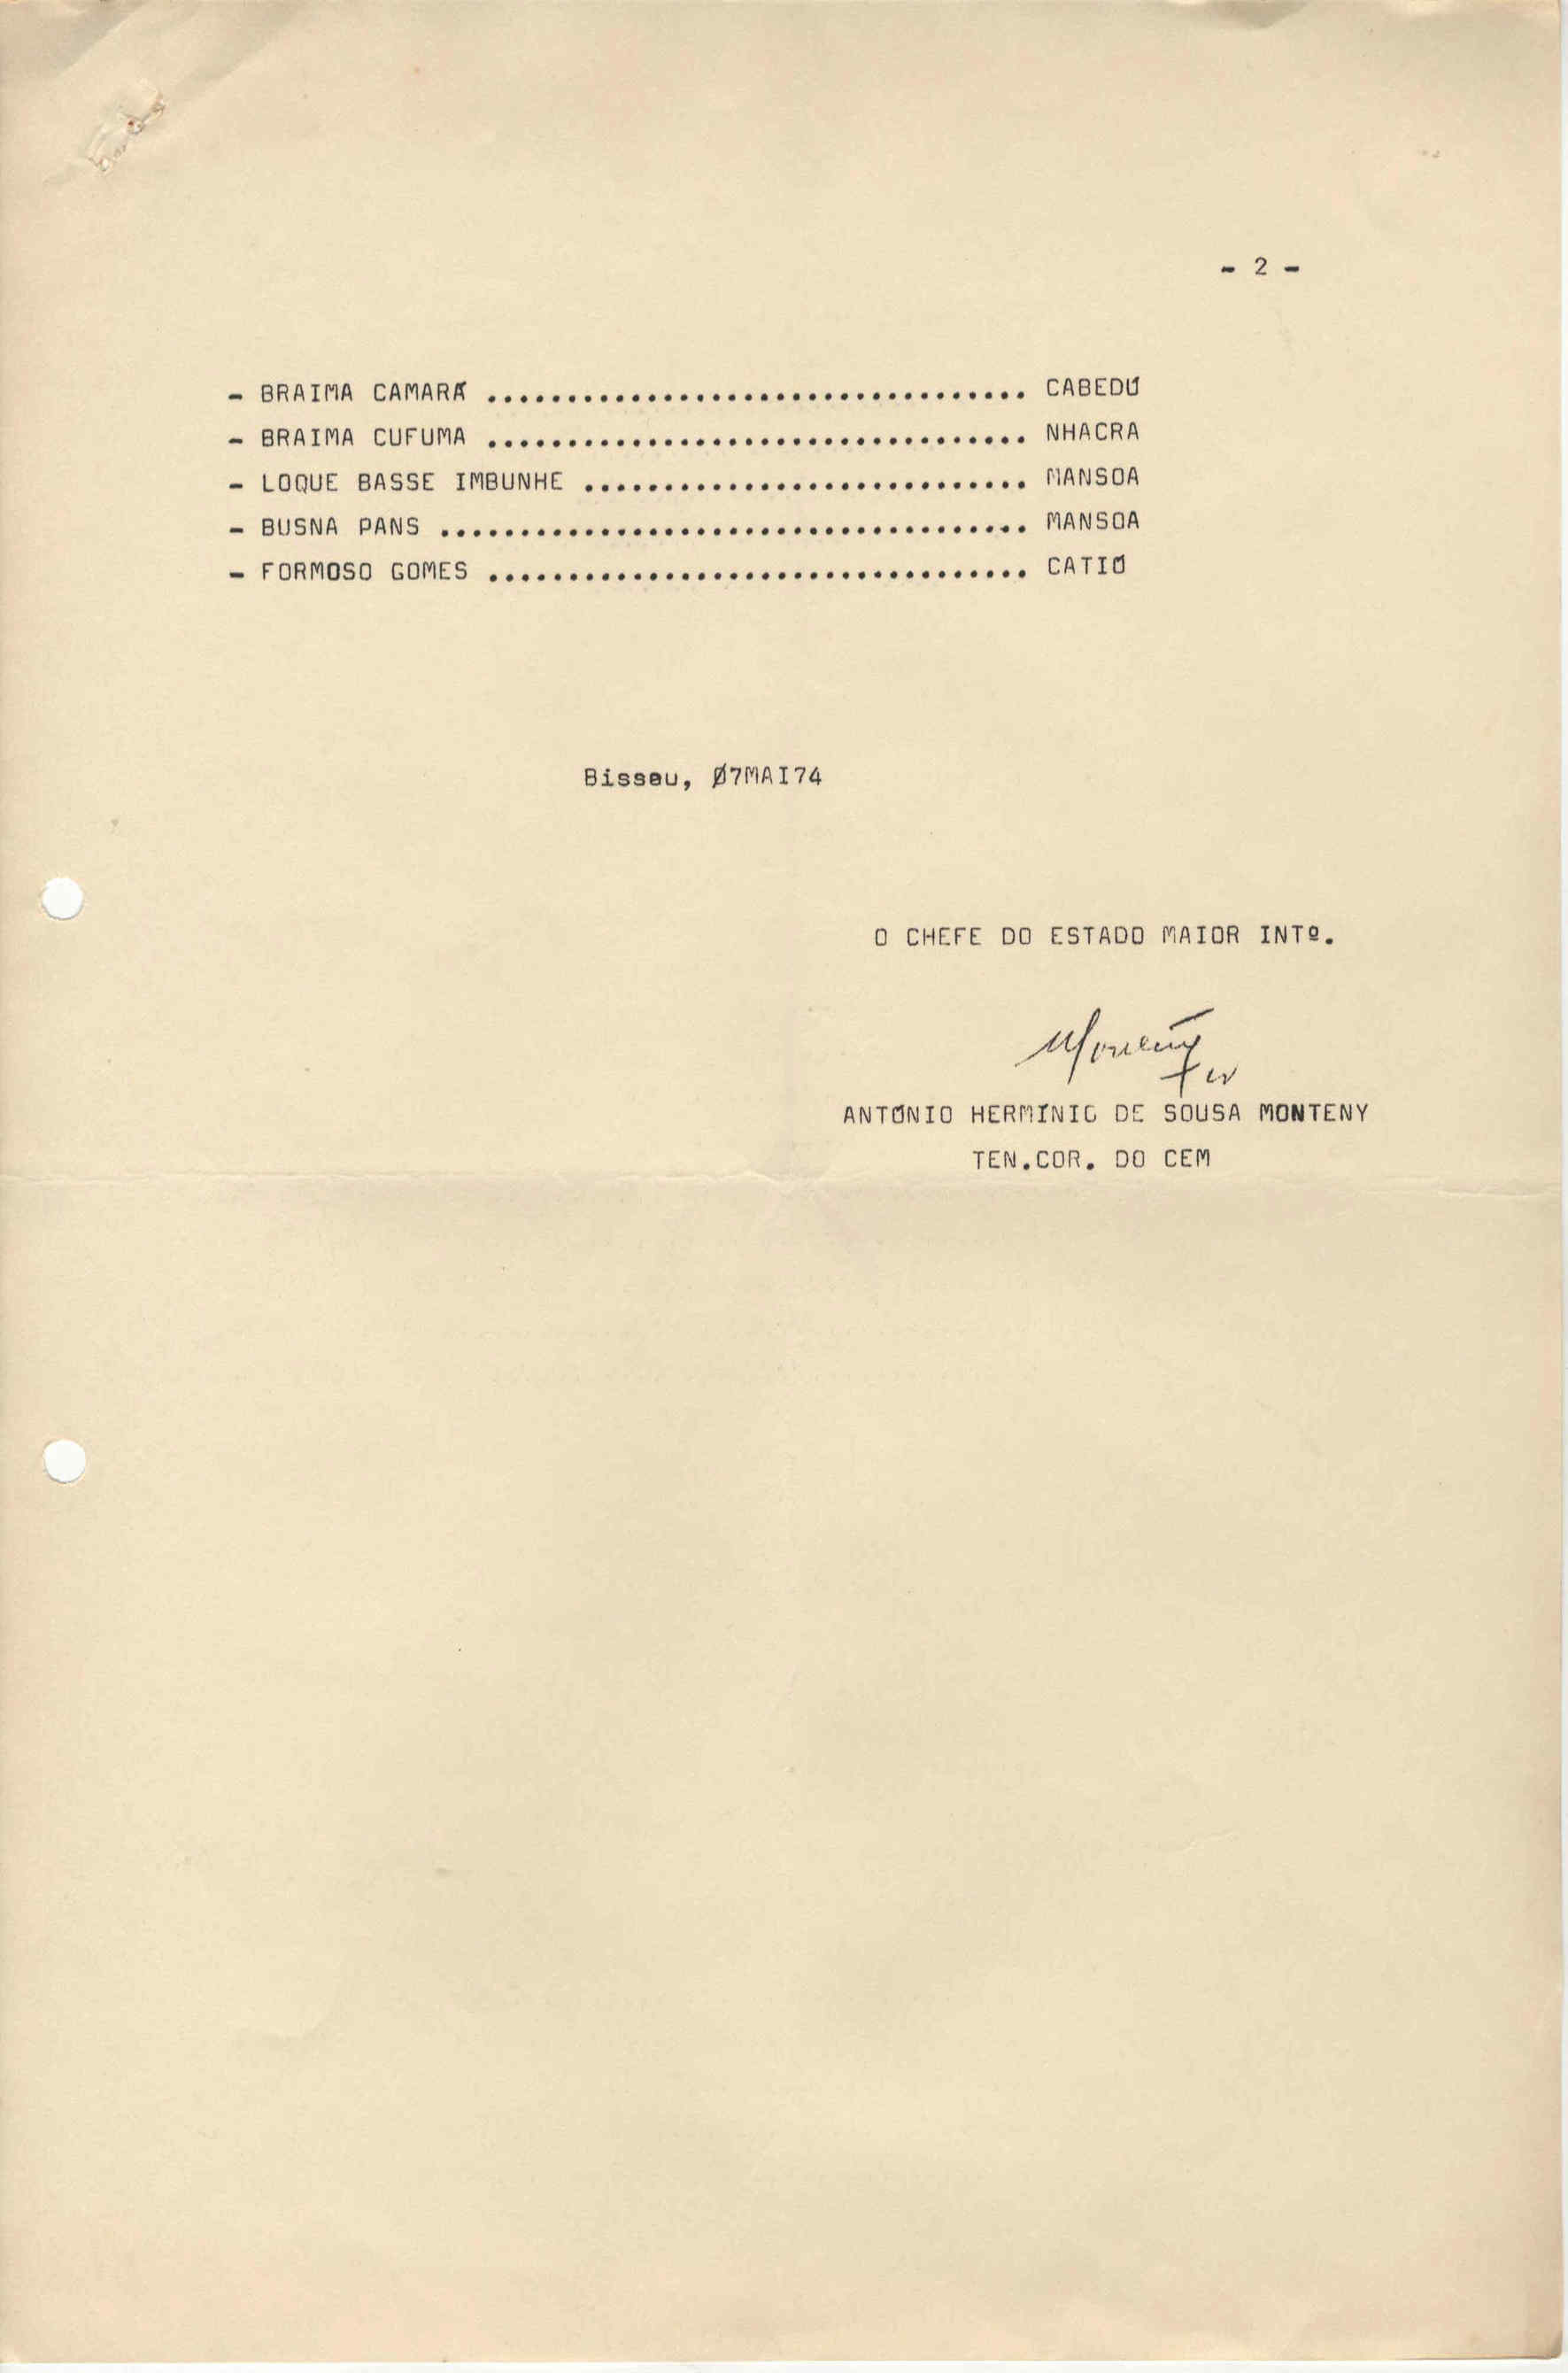 - 2 -
- BRAIMA CAMARÁ .................................. CABEDÚ
- BRAIMA CUFUMA .................................. NHACRA
- LOQUE BASSE IMBUNHE ............................ MANSOA
- BUSNA PANS ..................................... MANSOA
- FORMOSO GOMES .................................. CATIÓ
Bissau, Ø7MAI74
O CHEFE DO ESTADO MAIOR INTº.
Monteny
ANTÓNIO HERMÍNIO DE SOUSA MONTENY
TEN.COR. DO CEM